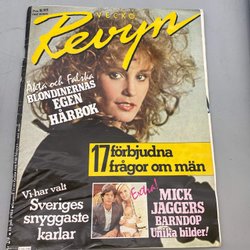 VECKO
Revyn
Äkta och Falska
BLONDINERNAS
EGEN
HÅRBOK
17 förbjudna
frågor om män
Vi har valt
Sveriges
snyggaste
karlar
Extra!
MICK
JAGGERS
BARNDOP
Unika bilder!